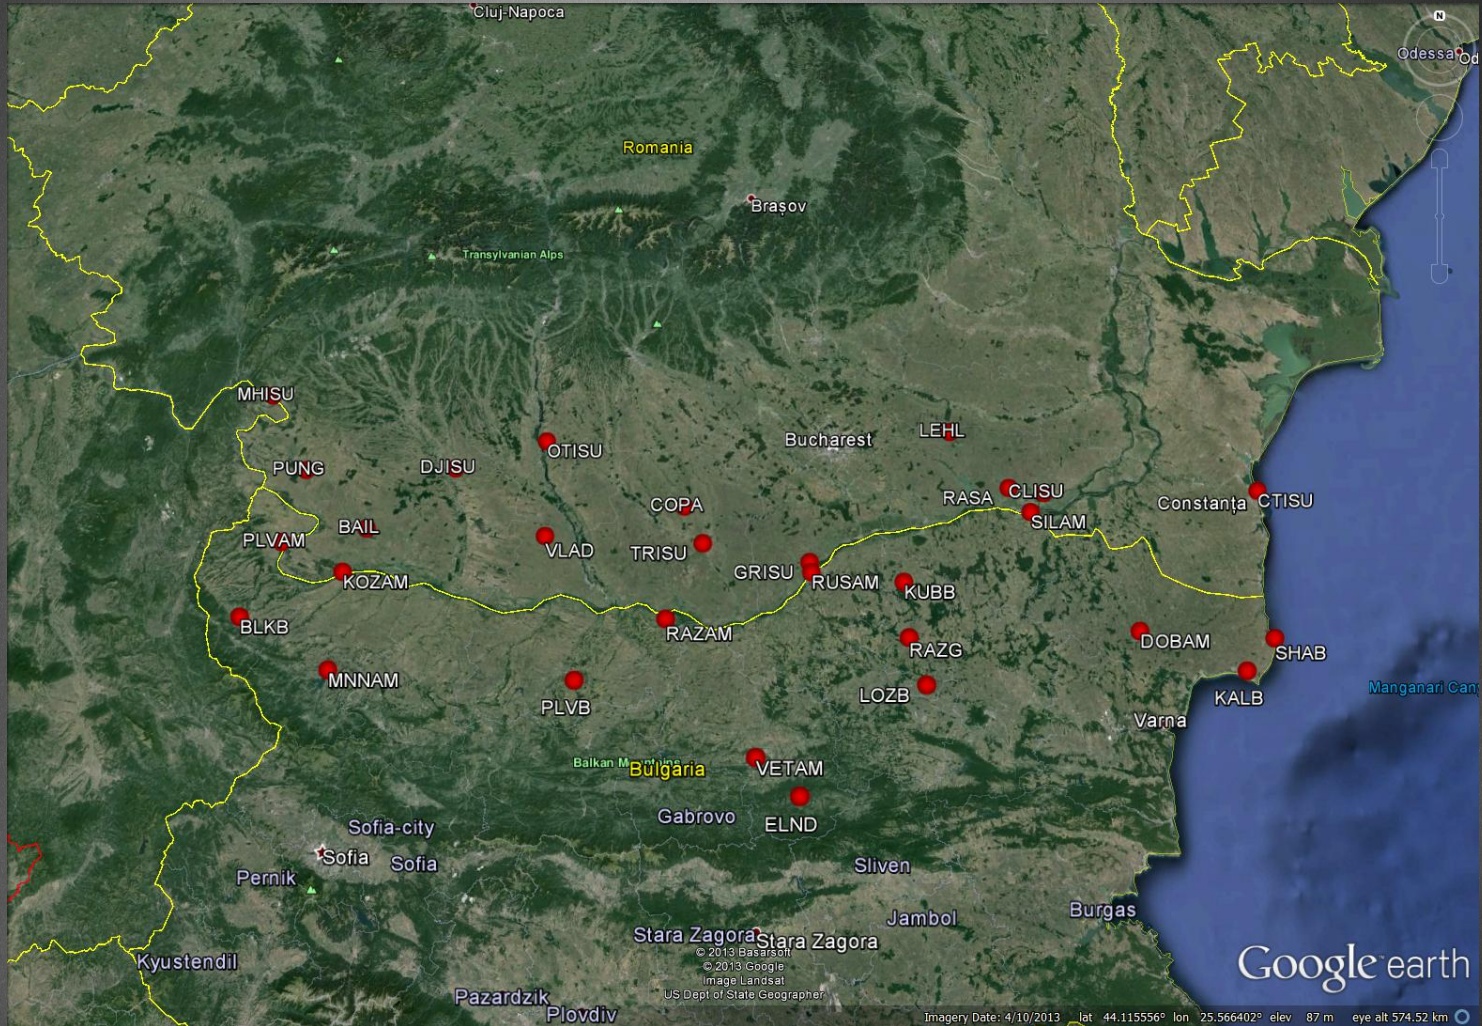 Cluj-Napoca
N
Odessa
Od
Romania
Brașov
Transylvanian Alps
MHISU
LEHL
Bucharest
OTISU
PUNG
DJISU
RASA
CLISU
COPA
Constanța
CTISU
SILAM
BAIL
PLVAM
VLAD
TRISU
GRISU
RUSAM
KOZAM
KUBB
BLKB
RAZAM
DOBAM
RAZG
SHAB
MNNAM
LOZB
KALB
Manganari Can
PLVB
Varna
Balkan Mountains
Bulgaria
VETAM
Gabrovo
ELND
Sofia-city
Sofia
Sofia
Pernik
Sliven
Burgas
Jambol
Stara Zagora
Stara Zagora
© 2013 Basarsoft
© 2013 Google
Image Landsat
US Dept of State Geographer
Kyustendil
Google earth
Pazardzik
Plovdiv
Imagery Date: 4/10/2013 lat 44.115556° lon 25.566402° elev 87 m eye alt 574.52 km